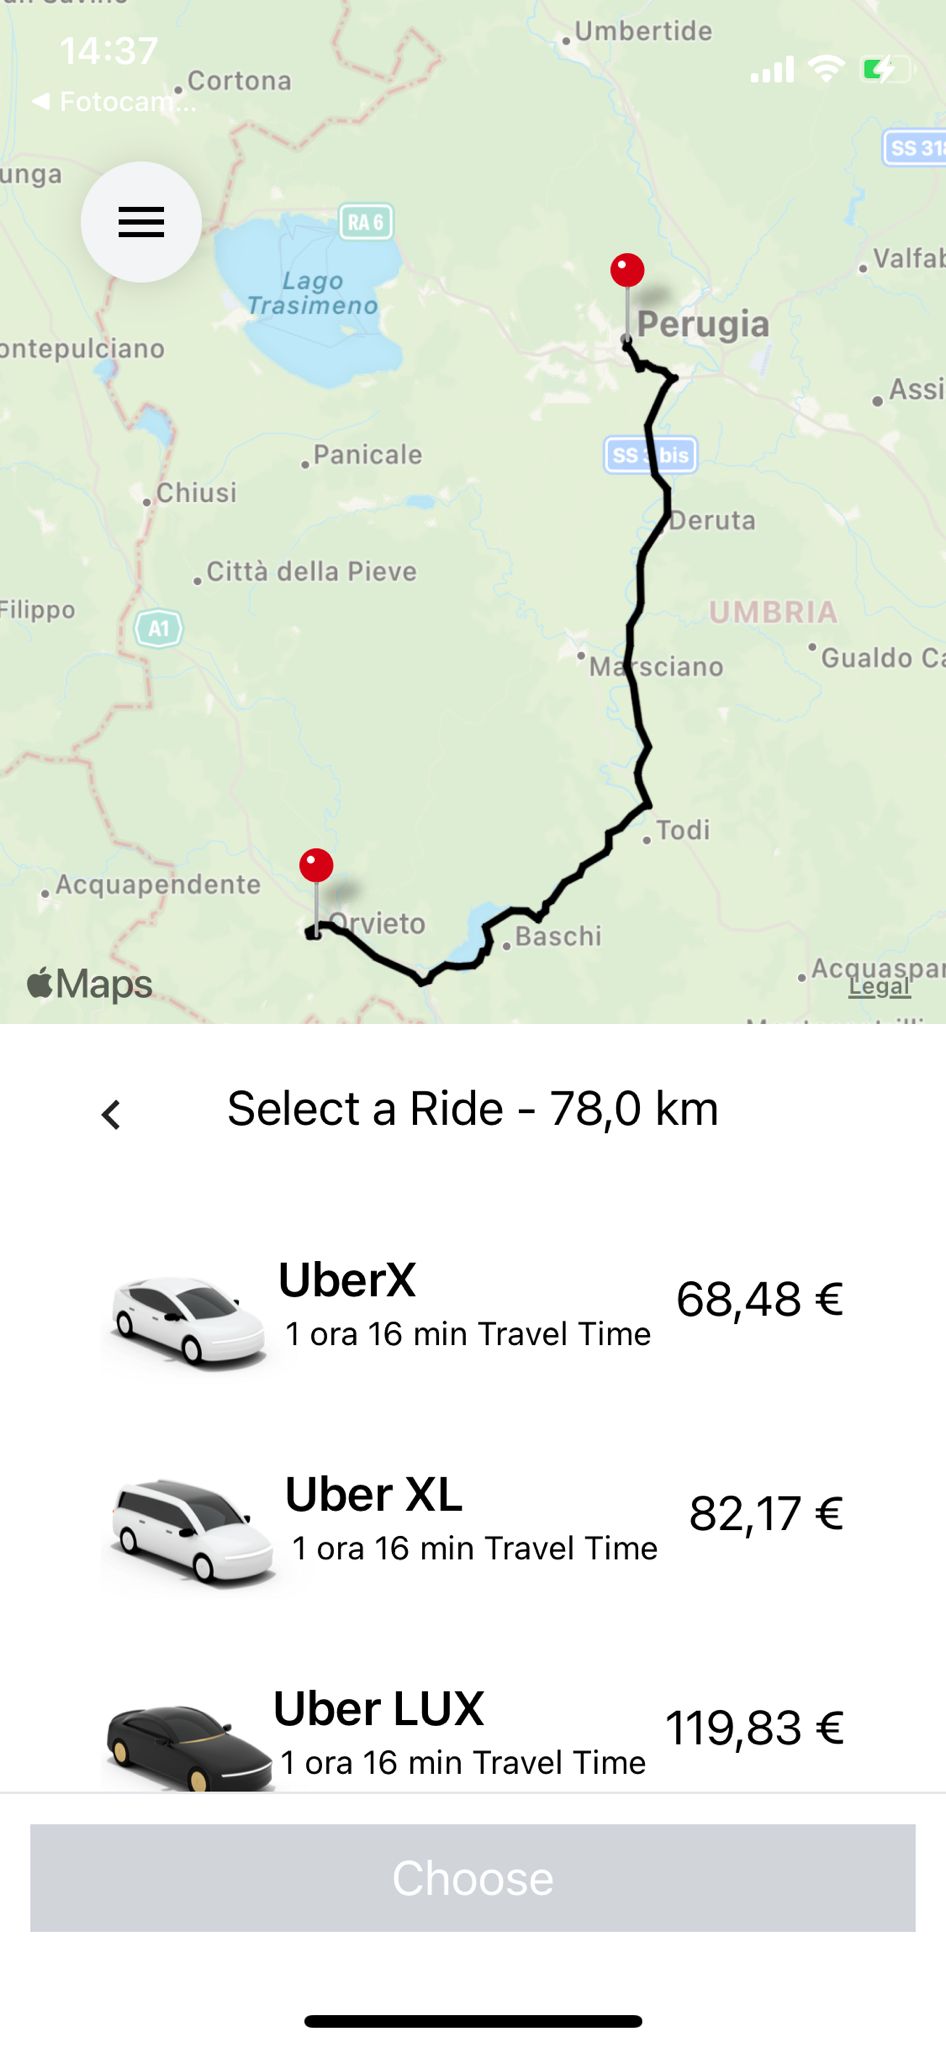 Umbertide
14:37
Cortona
◀ Fotocam...
SS 318
unga
RA 6
Lago
Trasimeno
Valfab
Perugia
ontepulciano
Assi
SS 3 bis
Panicale
Chiusi
Deruta
Città della Pieve
Filippo
UMBRIA
A1
Marsciano
Gualdo Ca
Todi
Acquapendente
Orvieto
Baschi
Acquaspar
Maps
Legal
Select a Ride - 78,0 km
UberX
68,48 €
1 ora 16 min Travel Time
Uber XL
82,17 €
1 ora 16 min Travel Time
Uber LUX
119,83 €
1 ora 16 min Travel Time
Choose